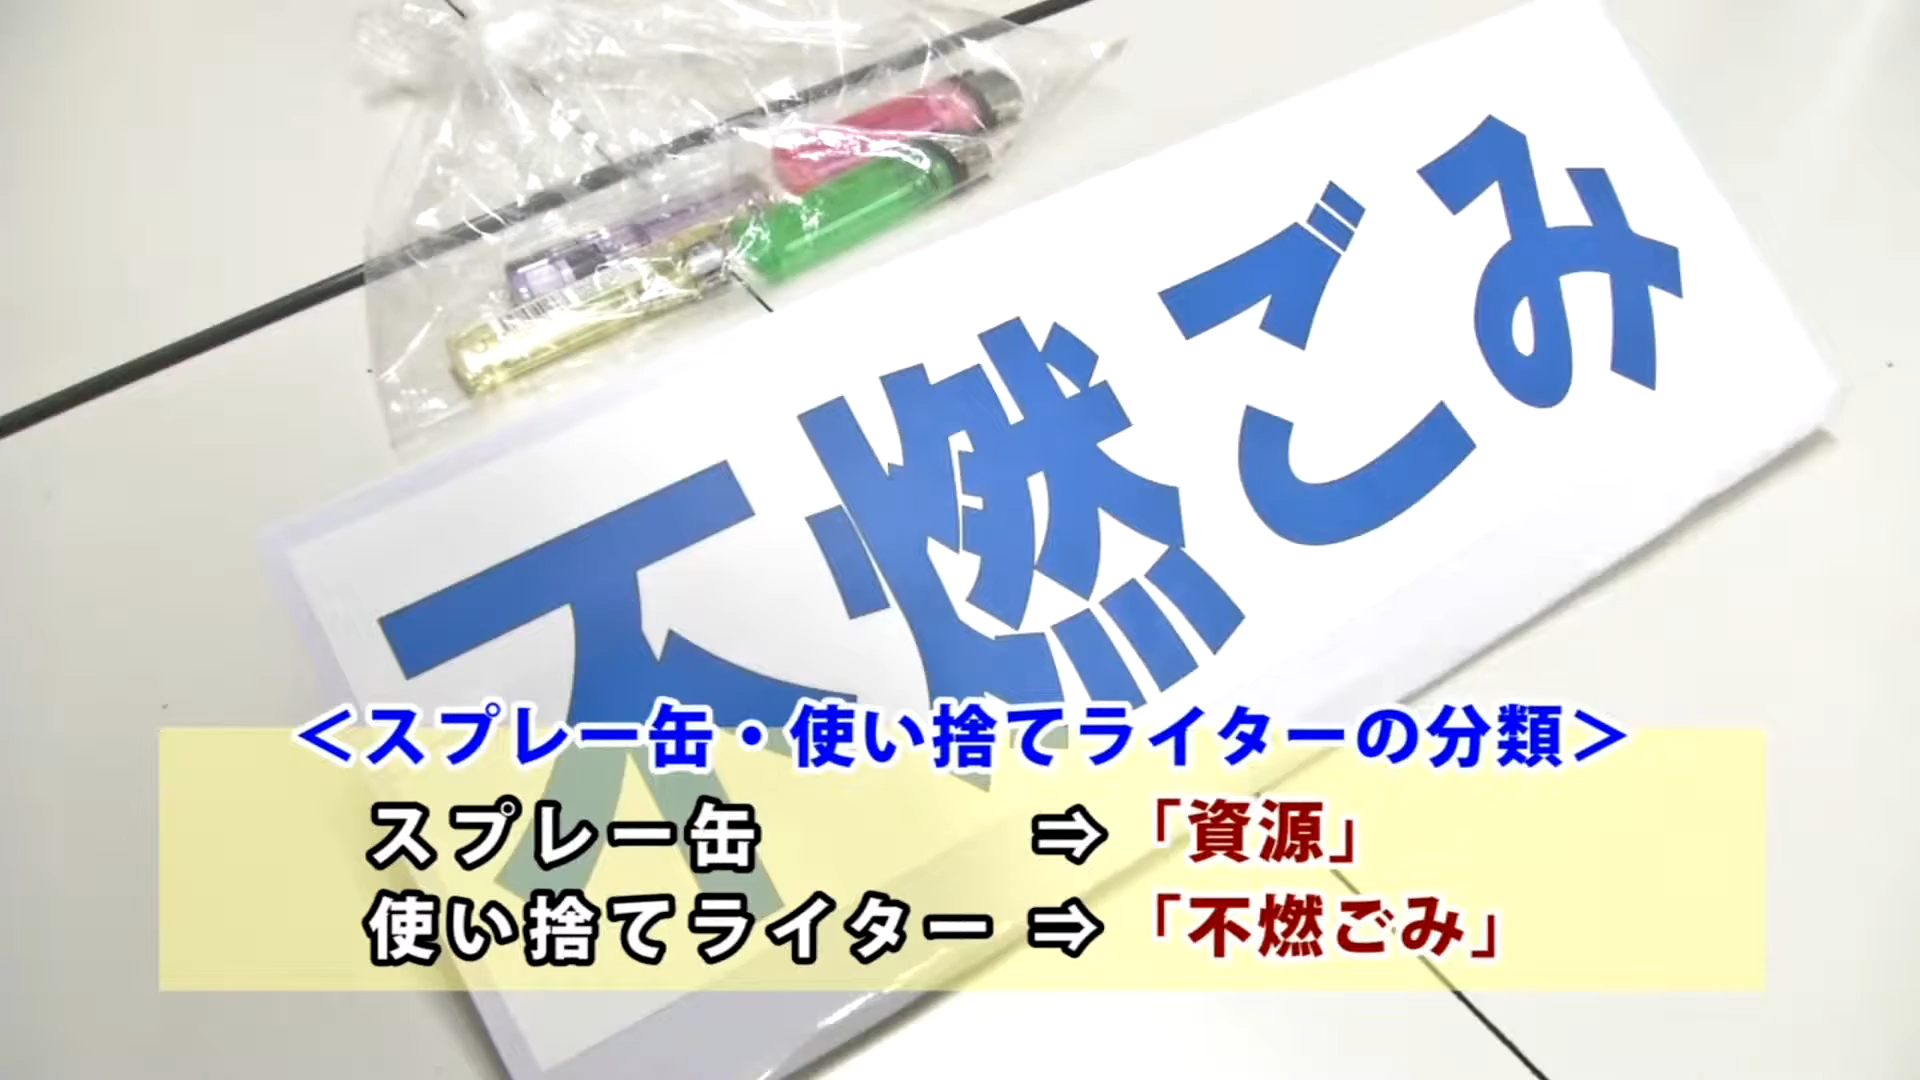 不燃ごみ
<スプレー缶・使い捨てライターの分類>
スプレー缶 ⇒「資源」
使い捨てライター ⇒「不燃ごみ」